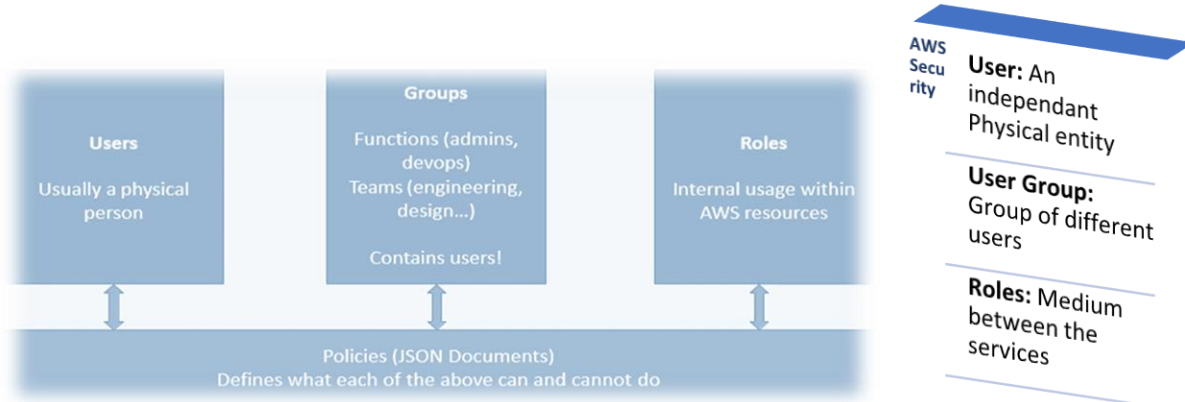 Users
Usually a physical
person
Groups
Functions (admins,
devops)
Teams (engineering,
design...)
Contains users!
Roles
Internal usage within
AWS resources
Policies (JSON Documents)
Defines what each of the above can and cannot do
AWS
Secu
rity
User: An
independant
Physical entity
User Group:
Group of different
users
Roles: Medium
between the
services